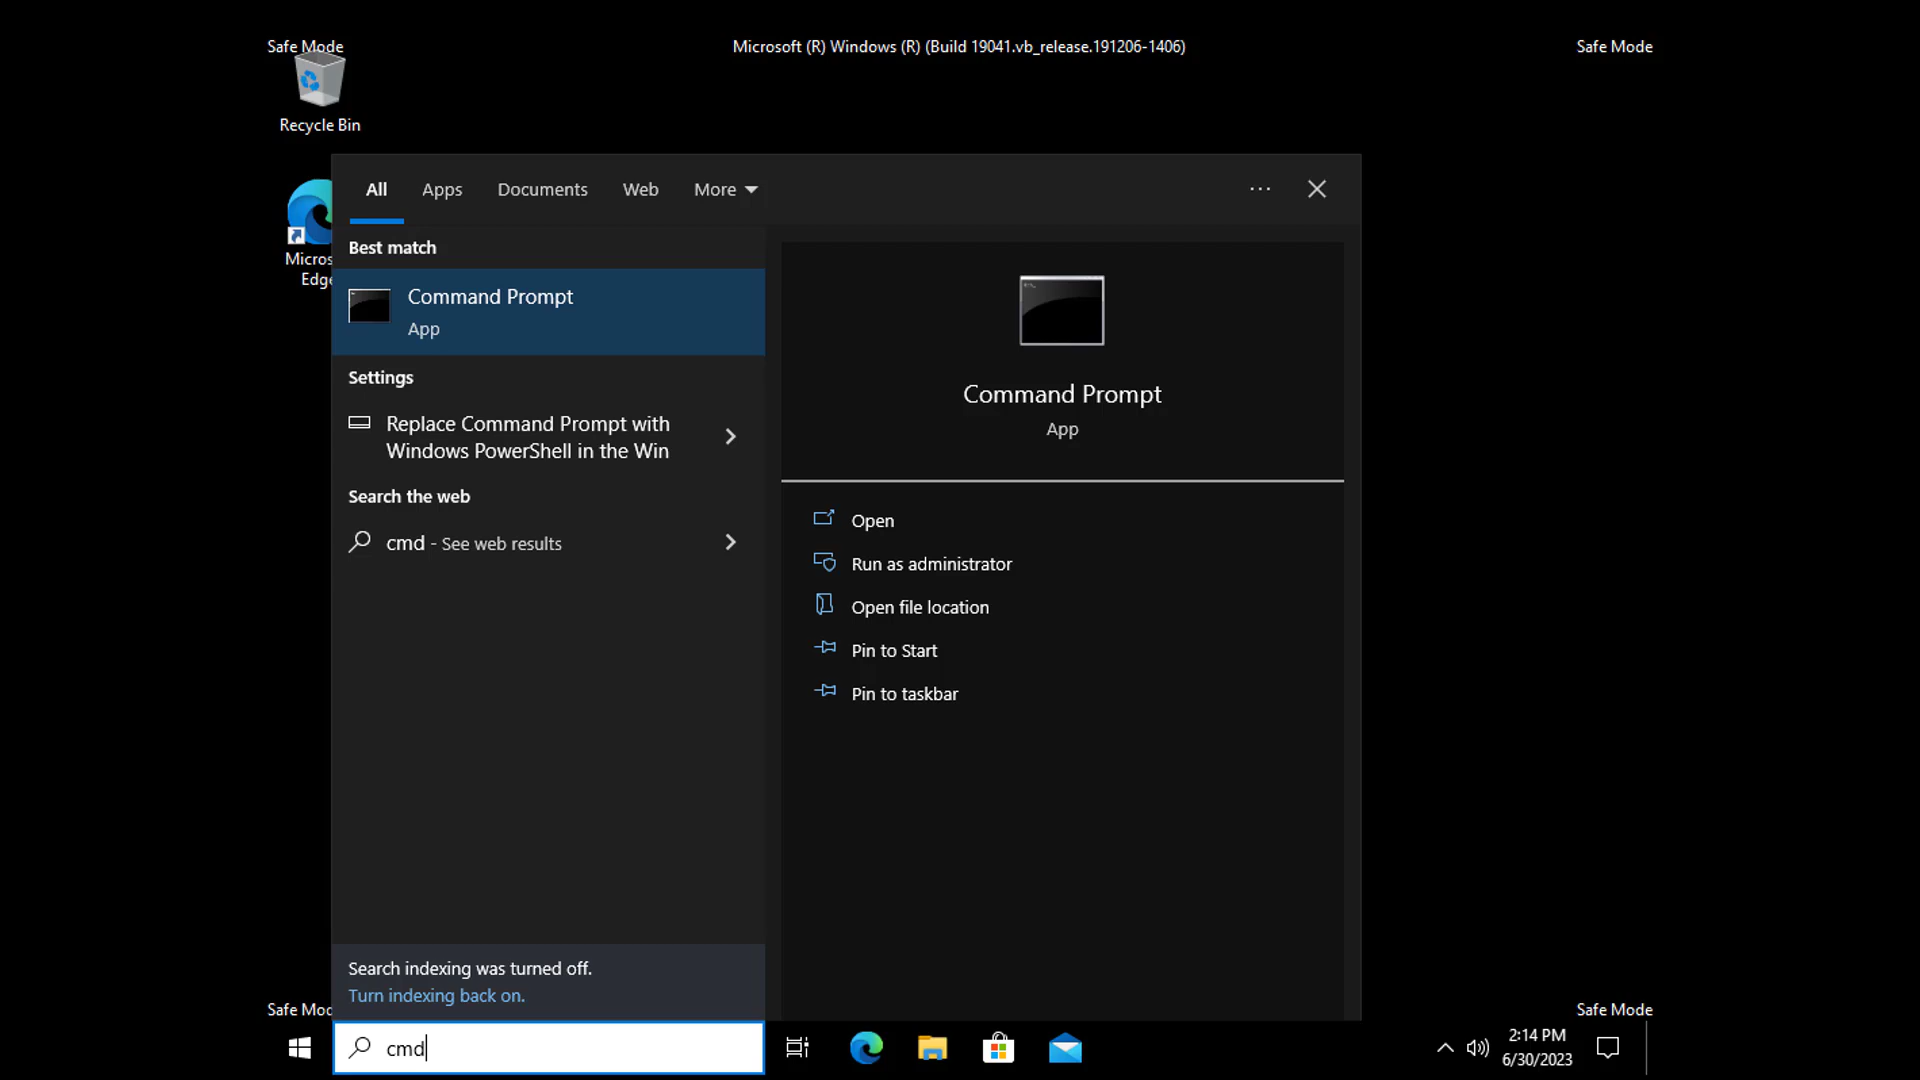 Safe Mode
Microsoft (R) Windows (R) (Build 19041.vb_release.191206-1406)
Safe Mode
Recycle Bin
Micros
Edge
All
Apps
Documents
Web
More
Best match
Command Prompt
App
Settings
Replace Command Prompt with
Windows PowerShell in the Win
Search the web
cmd - See web results
Command Prompt
App
Open
Run as administrator
Open file location
Pin to Start
Pin to taskbar
Search indexing was turned off.
Turn indexing back on.
Safe Mod
Safe Mode
cmd
2:14 PM
6/30/2023